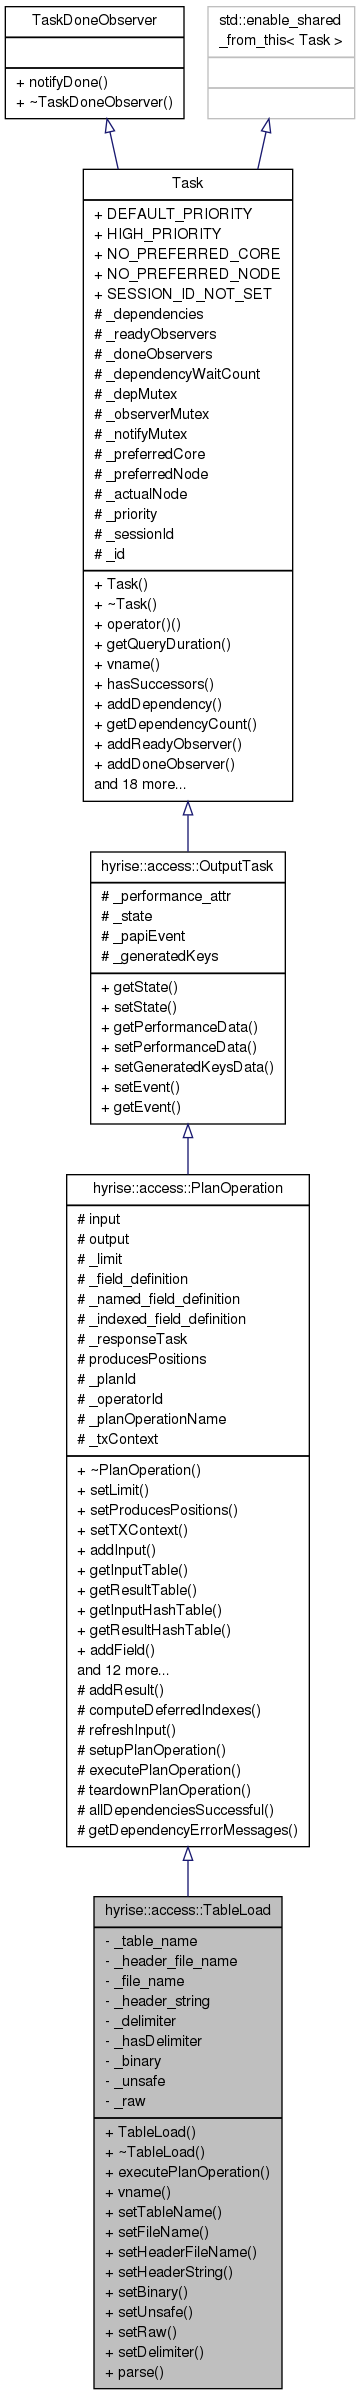 TaskDoneObserver
+ notifyDone()
+ ~TaskDoneObserver()
std::enable_shared
_from_this< Task >
Task
+ DEFAULT_PRIORITY
+ HIGH_PRIORITY
+ NO_PREFERRED_CORE
+ NO_PREFERRED_NODE
+ SESSION_ID_NOT_SET
# _dependencies
# _readyObservers
# _doneObservers
# _dependencyWaitCount
# _depMutex
# _observerMutex
# _notifyMutex
# _preferredCore
# _preferredNode
# _actualNode
# _priority
# _sessionId
# _id
+ Task()
+ ~Task()
+ operator()()
+ getQueryDuration()
+ vname()
+ hasSuccessors()
+ addDependency()
+ getDependencyCount()
+ addReadyObserver()
+ addDoneObserver()
and 18 more...
hyrise::access::OutputTask
# _performance_attr
# _state
# _papiEvent
# _generatedKeys
+ getState()
+ setState()
+ getPerformanceData()
+ setPerformanceData()
+ setGeneratedKeysData()
+ setEvent()
+ getEvent()
hyrise::access::PlanOperation
# input
# output
# _limit
# _field_definition
# _named_field_definition
# _indexed_field_definition
# _responseTask
# producesPositions
# _planId
# _operatorId
# _planOperationName
# _txContext
+ ~PlanOperation()
+ setLimit()
+ setProducesPositions()
+ setTXContext()
+ addInput()
+ getInputTable()
+ getResultTable()
+ getInputHashTable()
+ getResultHashTable()
+ addField()
and 12 more...
# addResult()
# computeDeferredIndexes()
# refreshInput()
# setupPlanOperation()
# executePlanOperation()
# teardownPlanOperation()
# allDependenciesSuccessful()
# getDependencyErrorMessages()
hyrise::access::TableLoad
- _table_name
- _header_file_name
- _file_name
- _header_string
- _delimiter
- _hasDelimiter
- _binary
- _unsafe
- _raw
+ TableLoad()
+ ~TableLoad()
+ executePlanOperation()
+ vname()
+ setTableName()
+ setFileName()
+ setHeaderFileName()
+ setHeaderString()
+ setBinary()
+ setUnsafe()
+ setRaw()
+ setDelimiter()
+ parse()